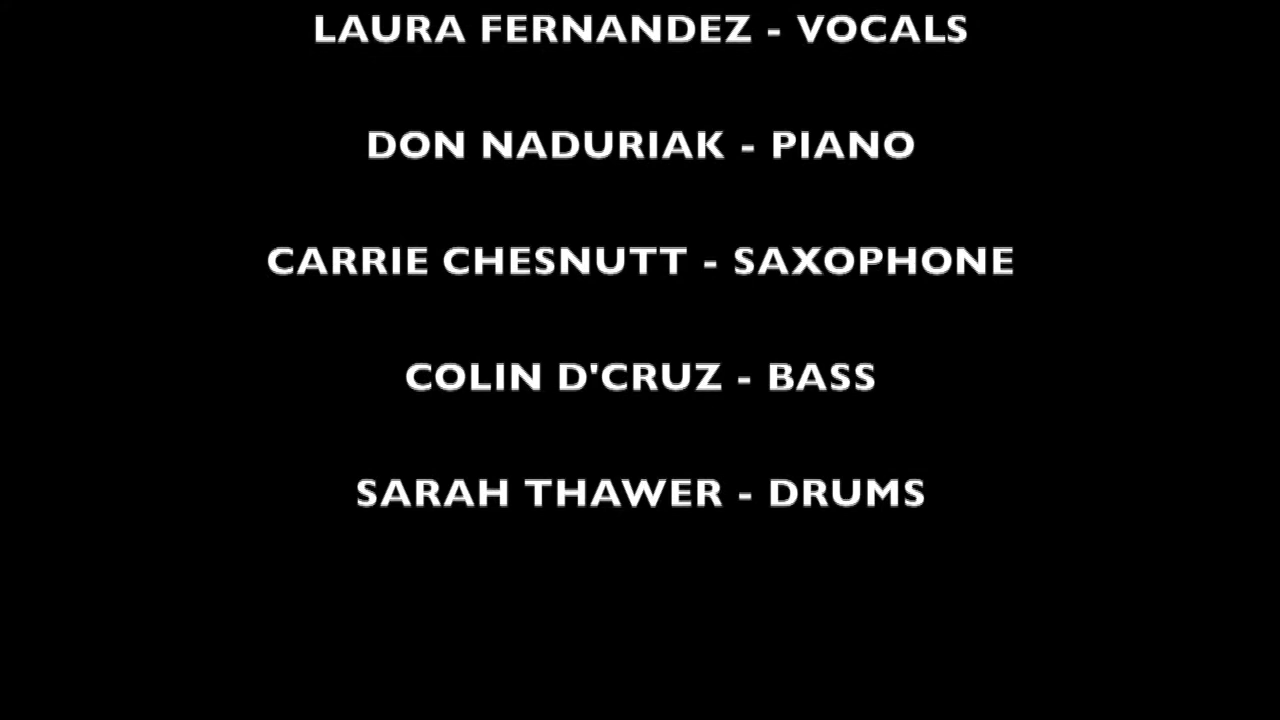 LAURA FERNANDEZ - VOCALS
DON NADURIAK - PIANO
CARRIE CHESNUTT - SAXOPHONE
COLIN D'CRUZ - BASS
SARAH THAWER - DRUMS